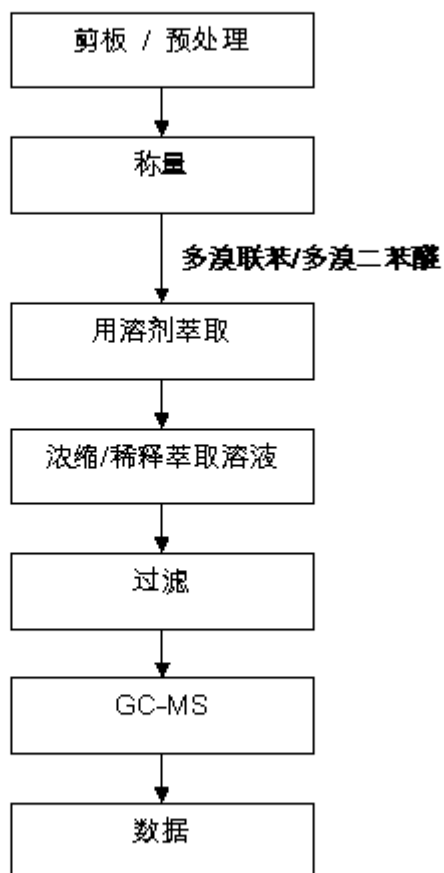 剪板 / 预处理
称量
多溴联苯/多溴二苯醚
用溶剂萃取
浓缩/稀释萃取溶液
过滤
GC-MS
数据